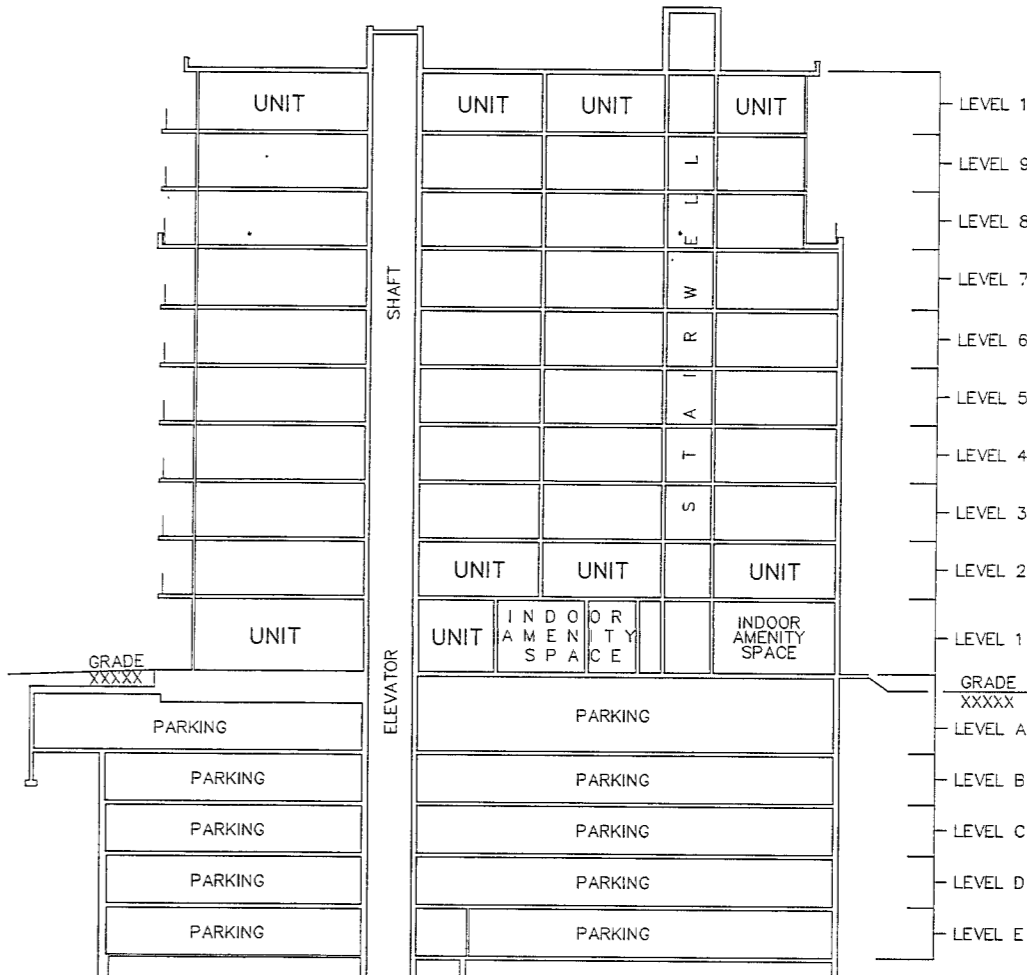 UNIT UNIT UNIT UNIT LEVEL 1
LEVEL 9
LEVEL 8
LEVEL 7
LEVEL 6
LEVEL 5
LEVEL 4
LEVEL 3
SHAFT
STAIRWELL
UNIT UNIT UNIT LEVEL 2
UNIT UNIT INDOOR AMENITY SPACE INDOOR AMENITY SPACE LEVEL 1
GRADE
XXXXX
GRADE
XXXXX
ELEVATOR
PARKING PARKING LEVEL A
PARKING PARKING LEVEL B
PARKING PARKING LEVEL C
PARKING PARKING LEVEL D
PARKING PARKING LEVEL E